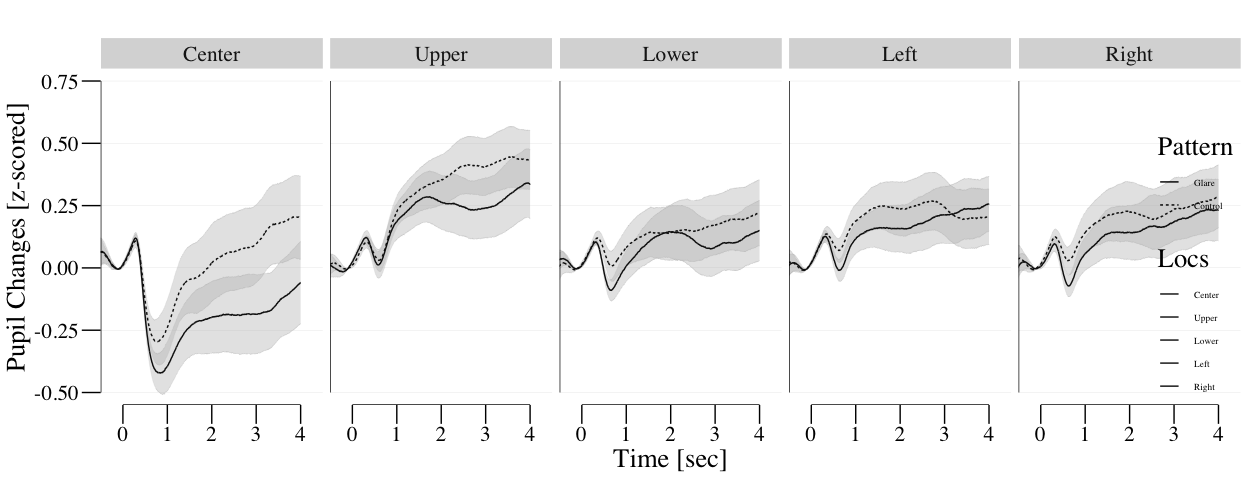 Center Upper Lower Left Right
Pupil Changes [z-scored]
0.75
0.50
0.25
0.00
-0.25
-0.50
Pattern
Glare
Control
Locs
Center
Upper
Lower
Left
Right
0 1 2 3 4 0 1 2 3 4 0 1 2 3 4 0 1 2 3 4 0 1 2 3 4
Time [sec]